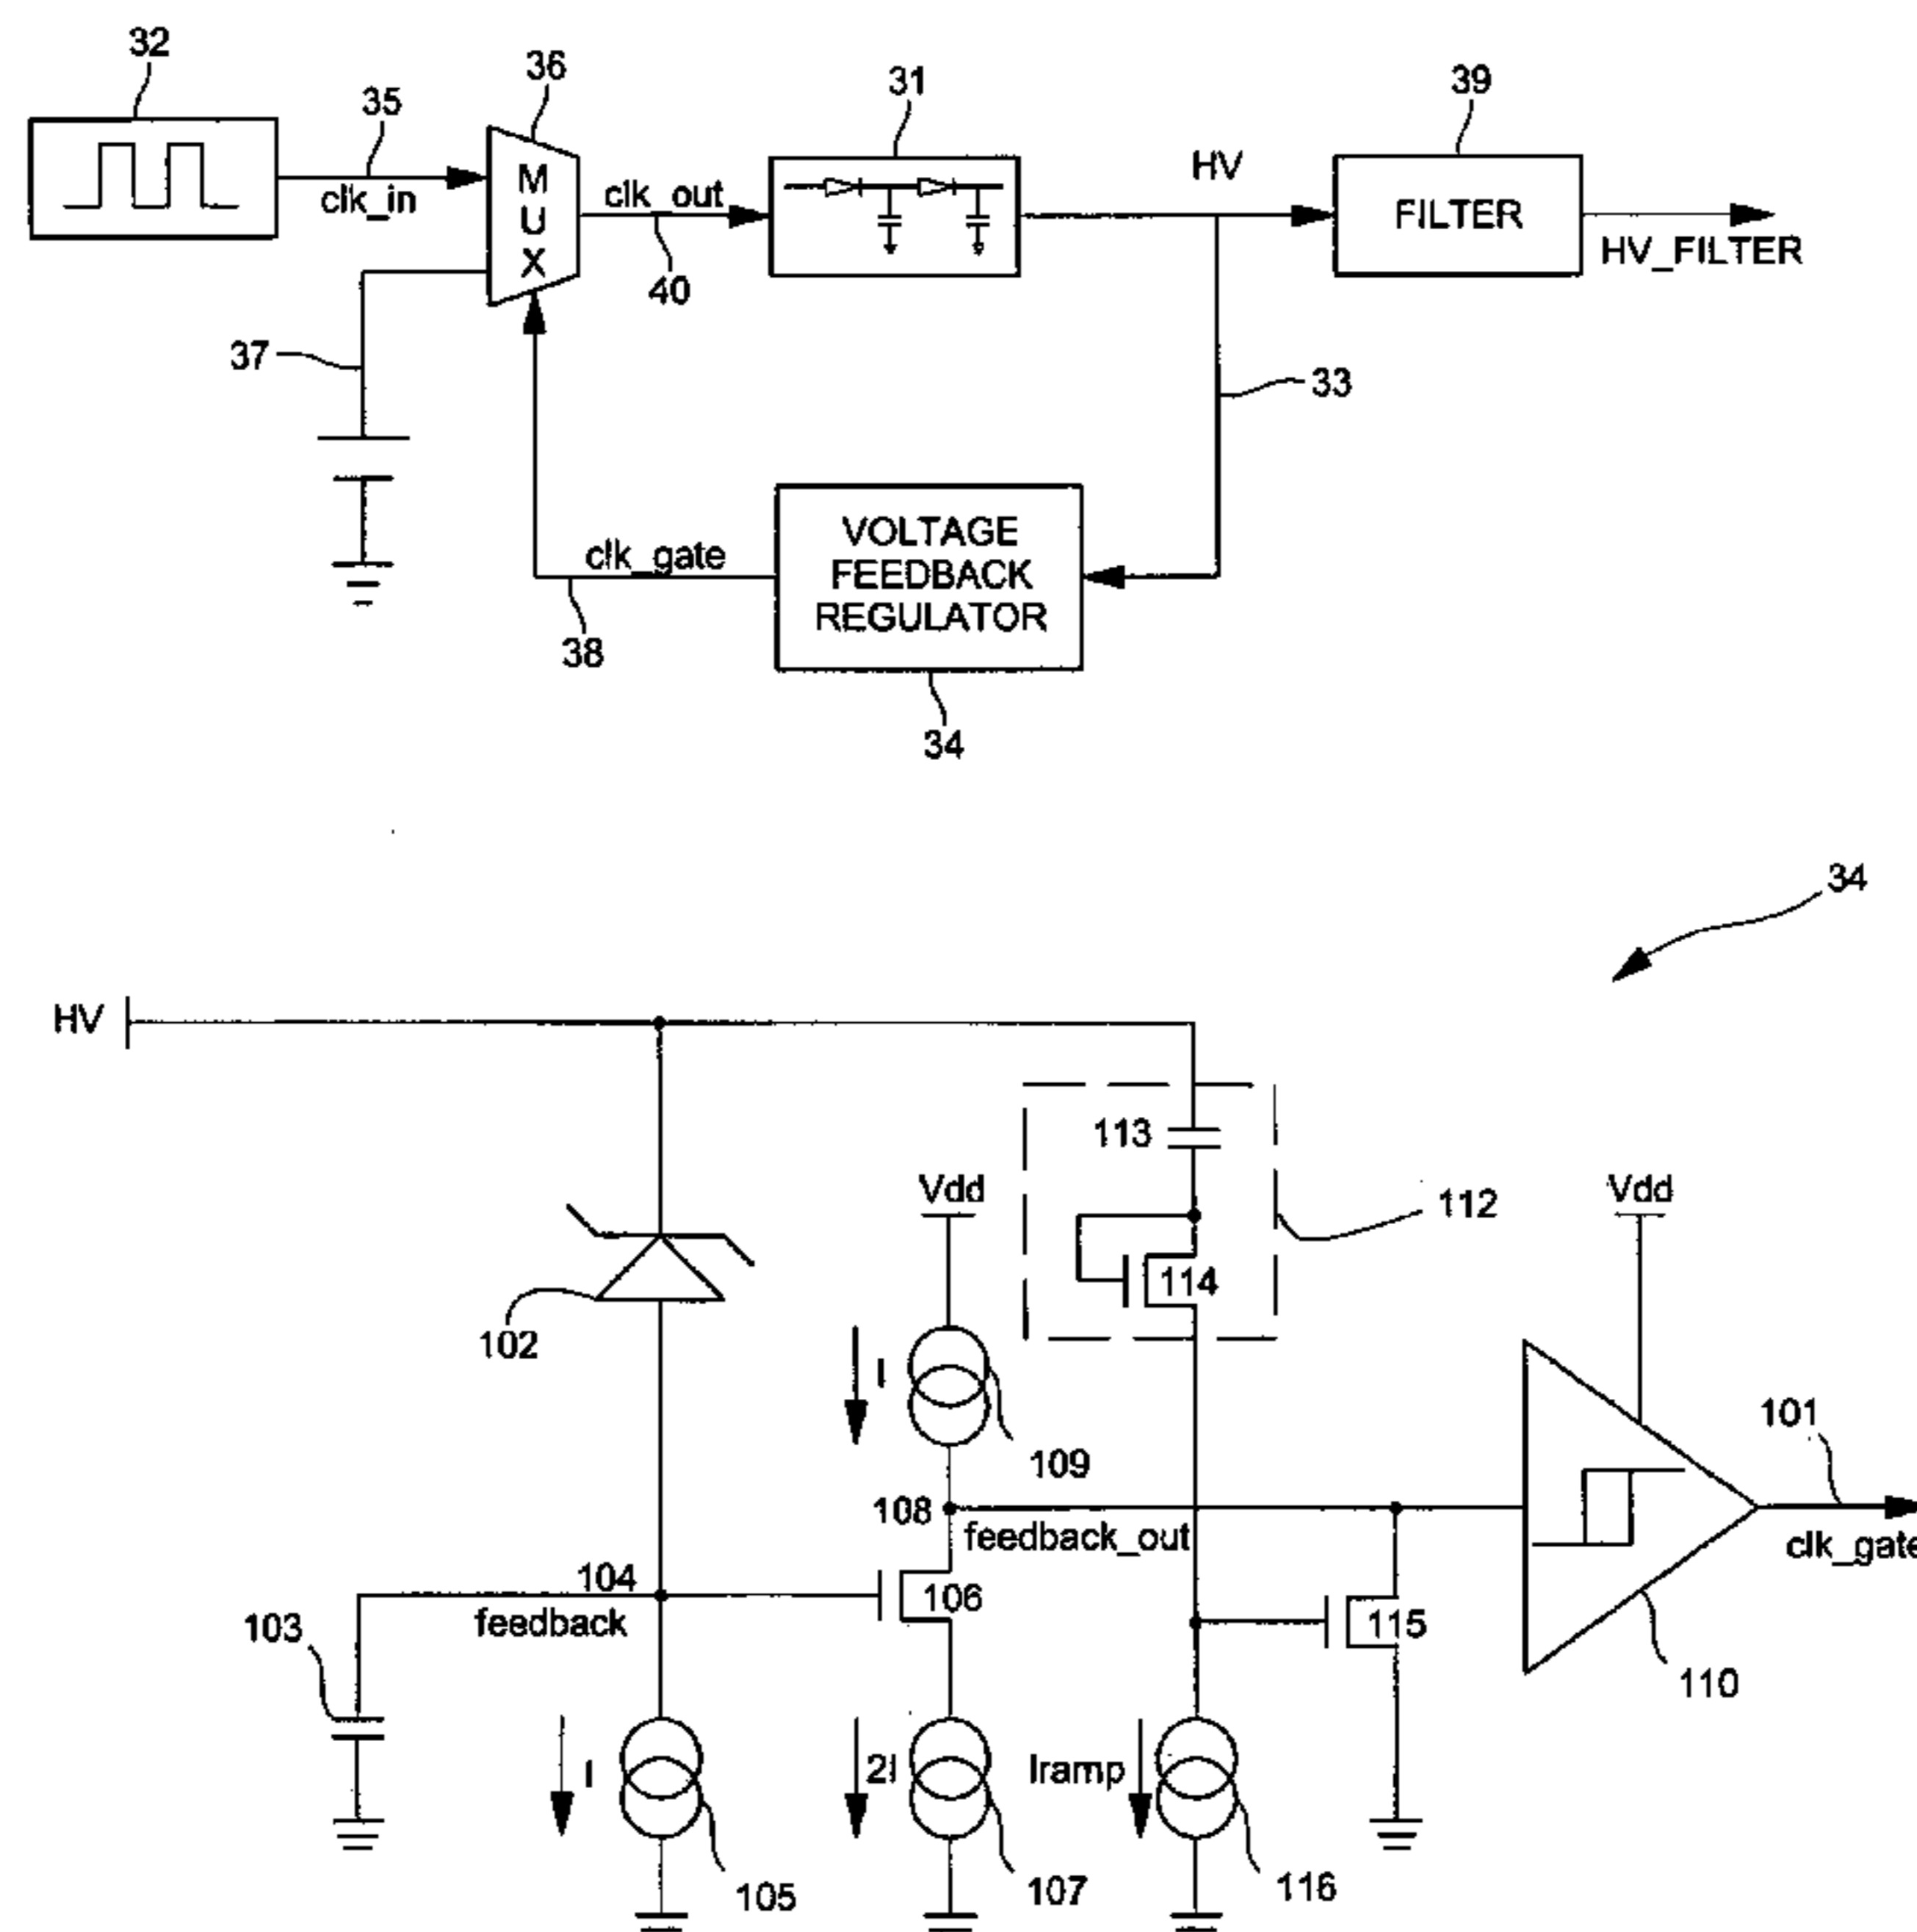 32
35
36
31
39
clk_in
M
U
X
clk_out
40
HV
FILTER
HV_FILTER
37
33
VOLTAGE
FEEDBACK
REGULATOR
clk_gate
38
34
34
HV
113
112
Vdd
Vdd
114
102
I
109
101
108
feedback_out
clk_gate
104
feedback
106
103
115
110
I
2I
Iramp
105
107
116